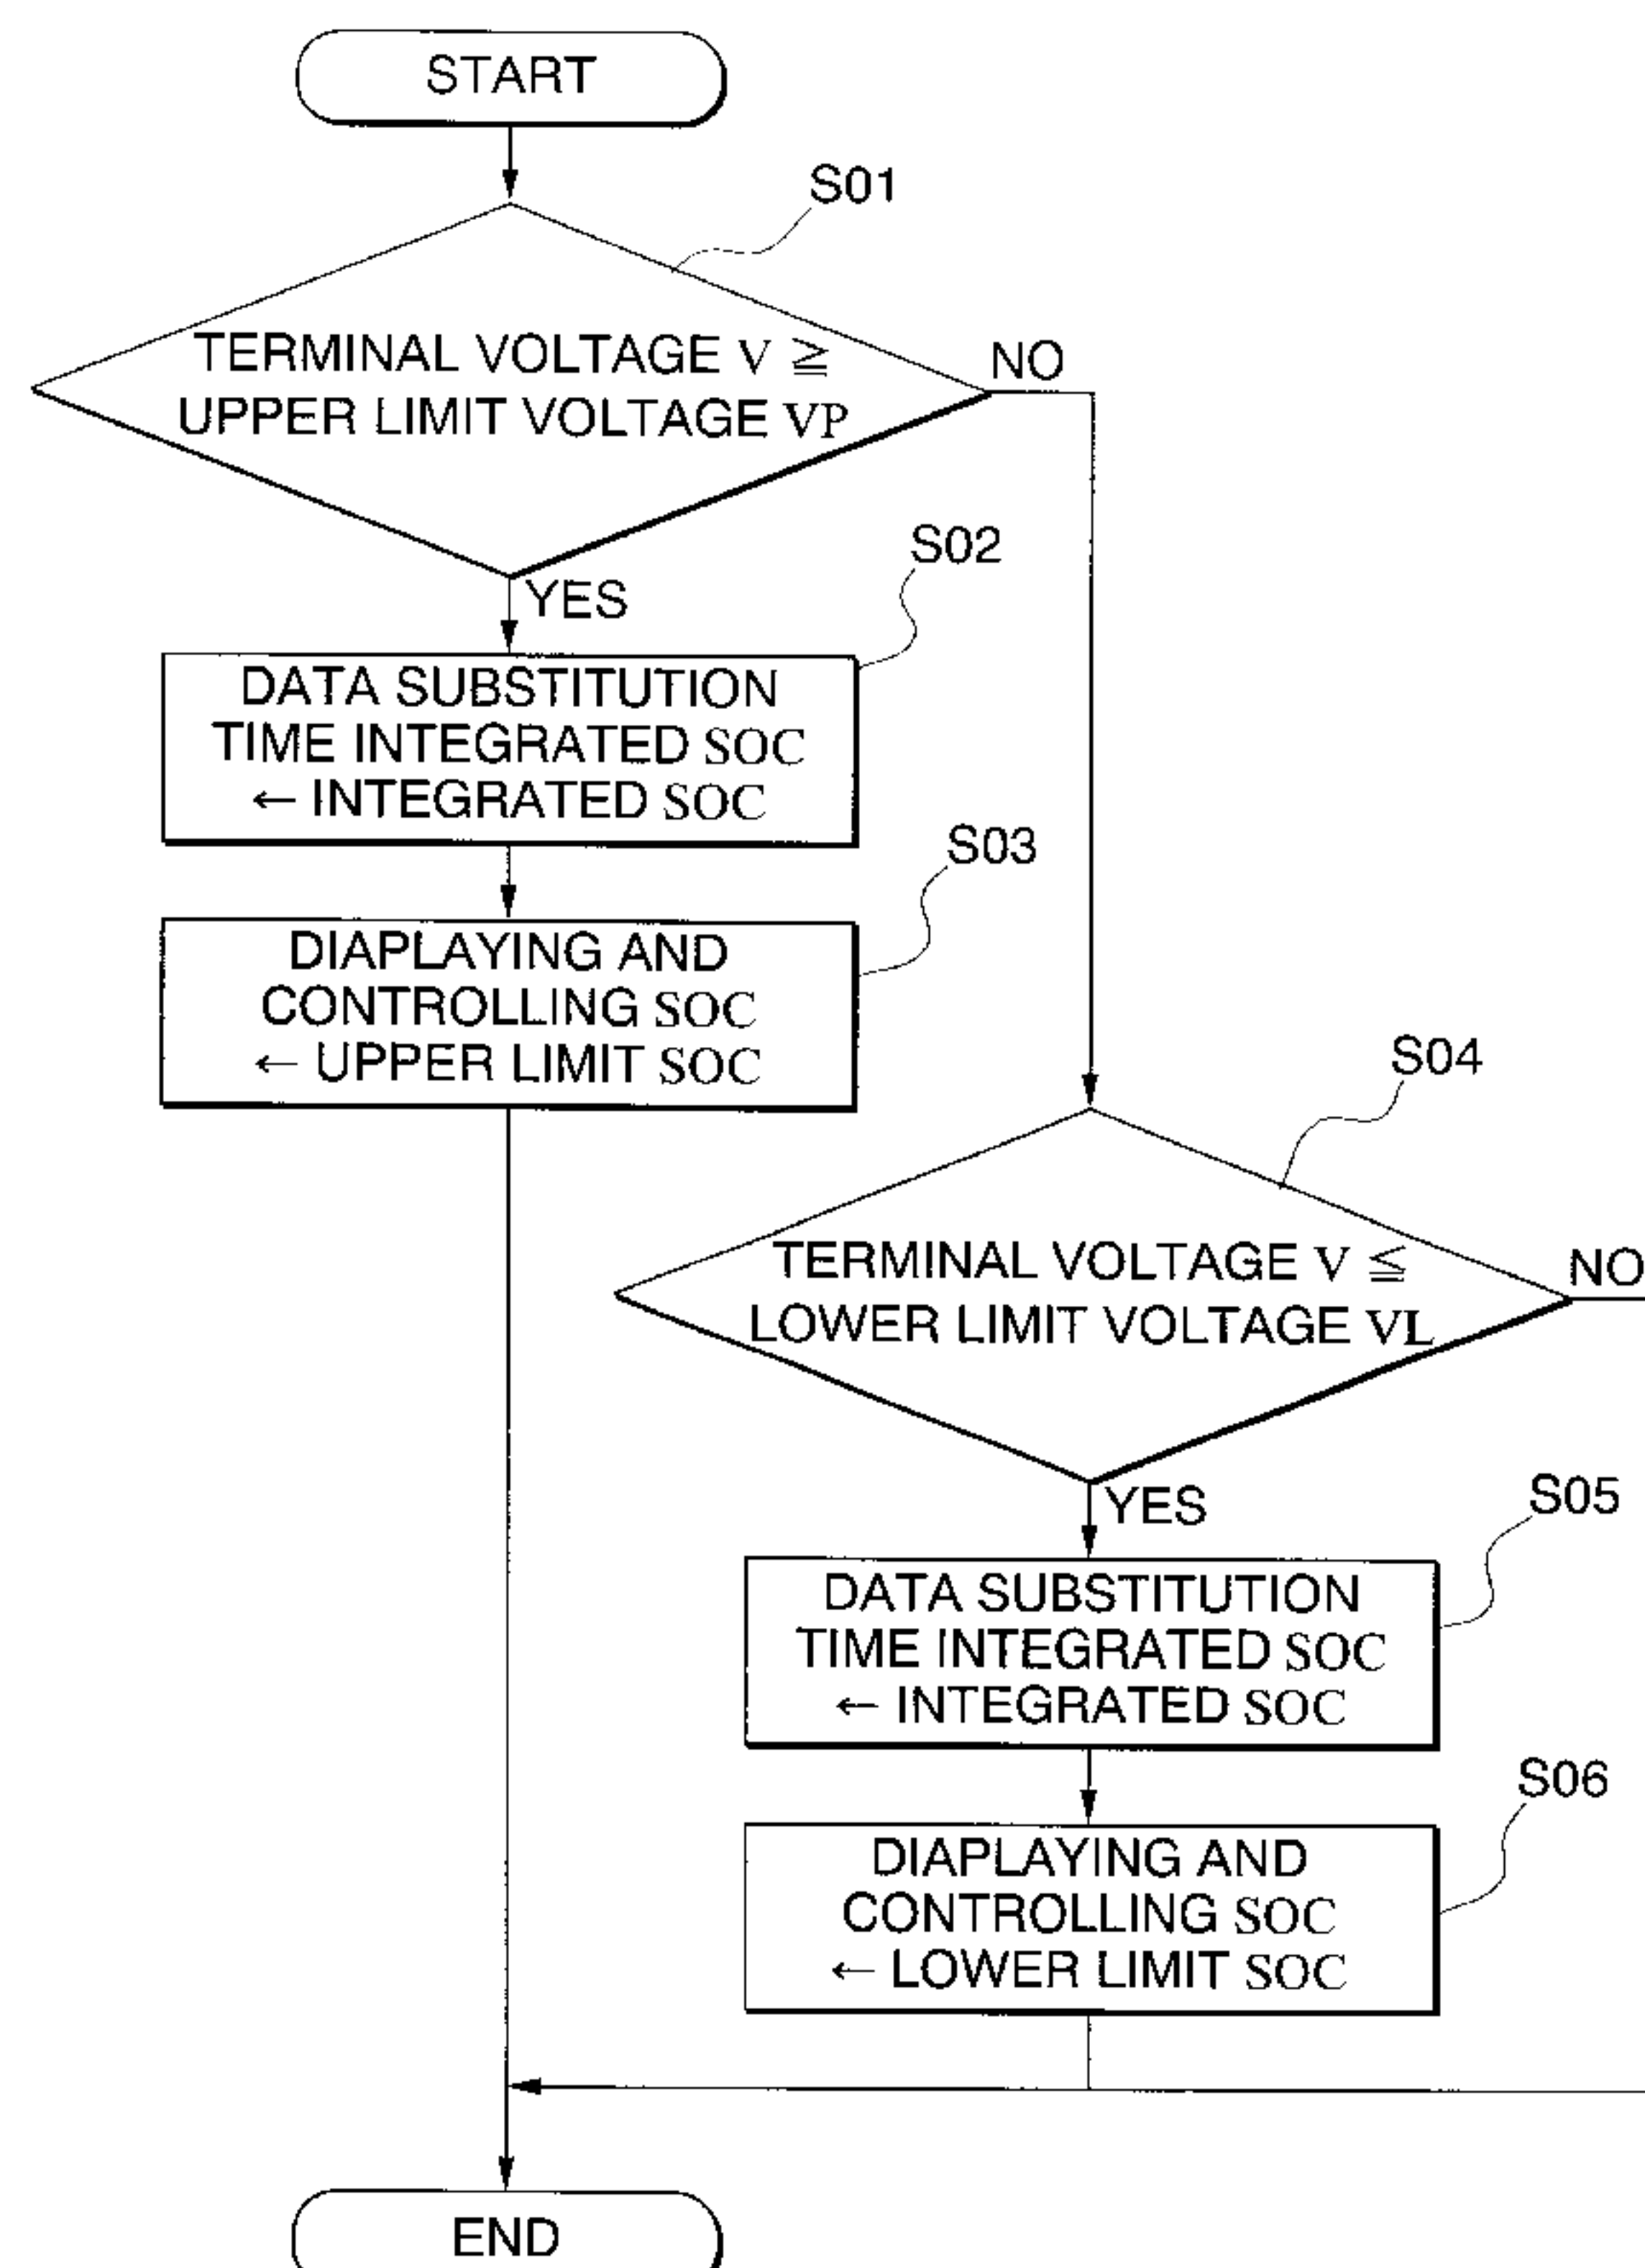 START
S01
TERMINAL VOLTAGE V ≧
UPPER LIMIT VOLTAGE VP
NO
YES
S02
DATA SUBSTITUTION
TIME INTEGRATED SOC
← INTEGRATED SOC
S03
DIAPLAYING AND
CONTROLLING SOC
← UPPER LIMIT SOC
S04
TERMINAL VOLTAGE V ≦
LOWER LIMIT VOLTAGE VL
NO
YES
S05
DATA SUBSTITUTION
TIME INTEGRATED SOC
← INTEGRATED SOC
S06
DIAPLAYING AND
CONTROLLING SOC
← LOWER LIMIT SOC
END